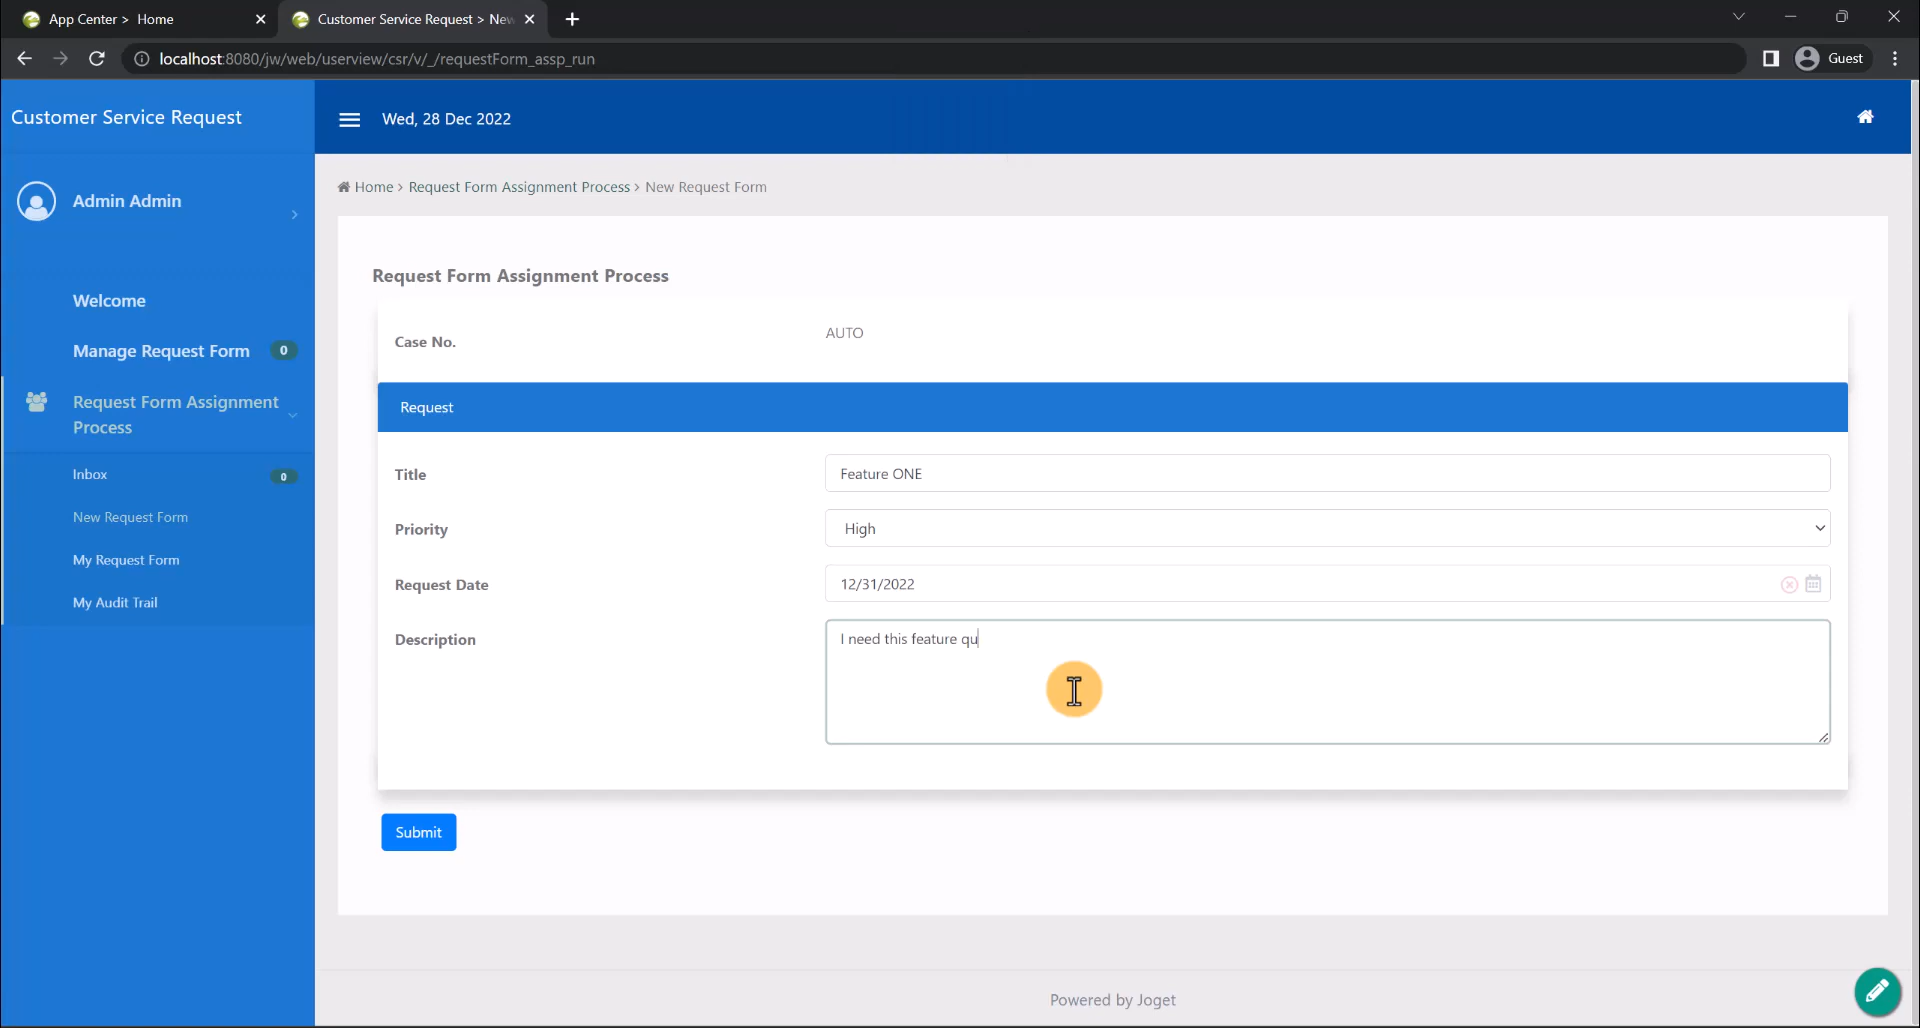 App Center > Home
Customer Service Request > New
localhost:8080/jw/web/userview/csr/v/_/requestForm_assp_run
Guest
Customer Service Request
Wed, 28 Dec 2022
Admin Admin
Home > Request Form Assignment Process > New Request Form
Request Form Assignment Process
Welcome
Case No.
AUTO
Manage Request Form 0
Request Form Assignment
Process
Request
Inbox 0
Title
Feature ONE
New Request Form
Priority
High
My Request Form
Request Date
12/31/2022
My Audit Trail
Description
I need this feature qu
Submit
Powered by Joget